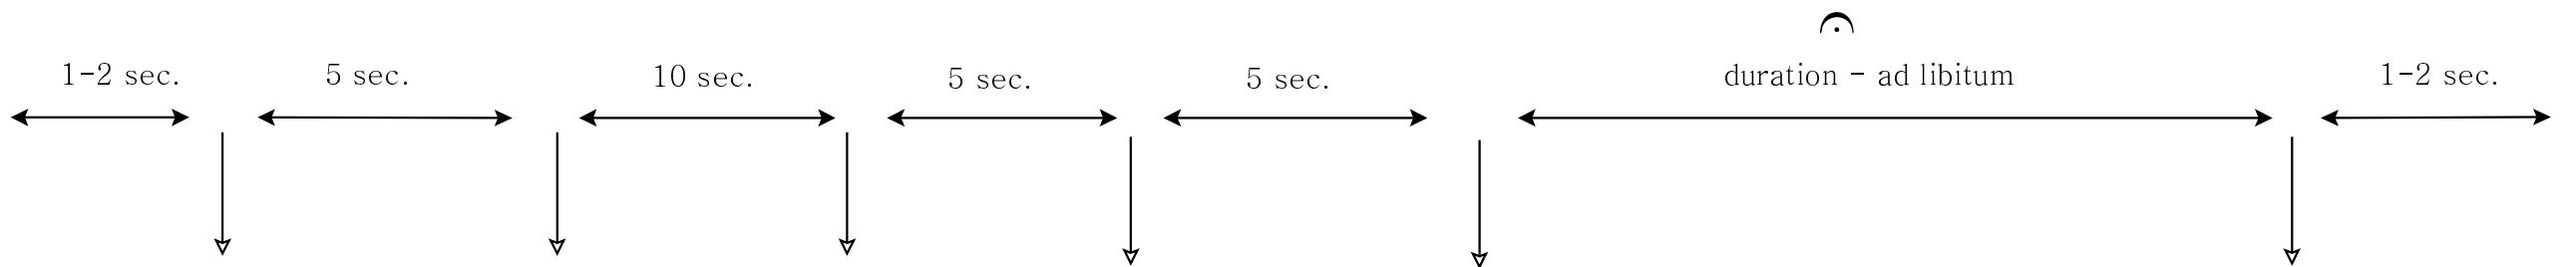 1-2 sec. 5 sec. 10 sec. 5 sec. 5 sec. duration - ad libitum 1-2 sec.